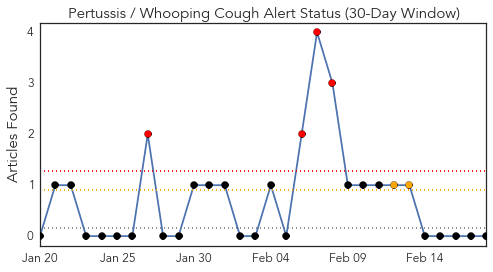 Pertussis / Whooping Cough Alert Status (30-Day Window)
Articles Found
4
3
2
1
0
Jan 20 Jan 25 Jan 30 Feb 04 Feb 09 Feb 14